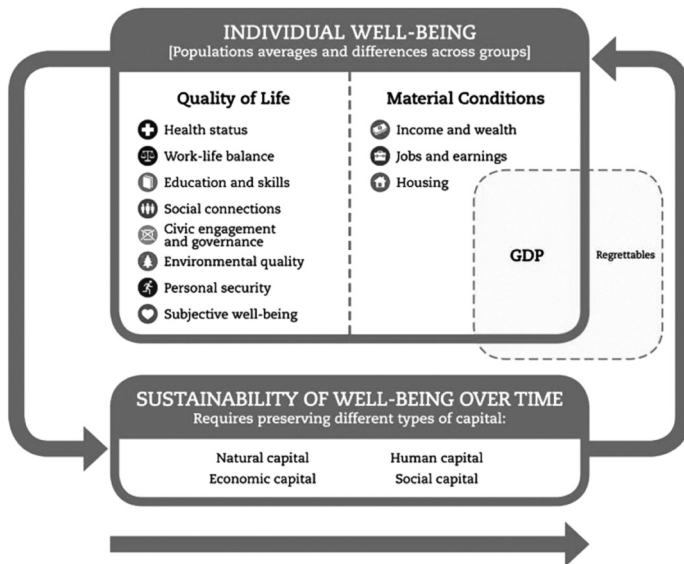 INDIVIDUAL WELL-BEING
[Populations averages and differences across groups]
Quality of Life
Health status
Work-life balance
Education and skills
Social connections
Civic engagement
and governance
Environmental quality
Personal security
Subjective well-being
Material Conditions
Income and wealth
Jobs and earnings
Housing
GDP
Regrettables
SUSTAINABILITY OF WELL-BEING OVER TIME
Requires preserving different types of capital:
Natural capital
Human capital
Economic capital
Social capital